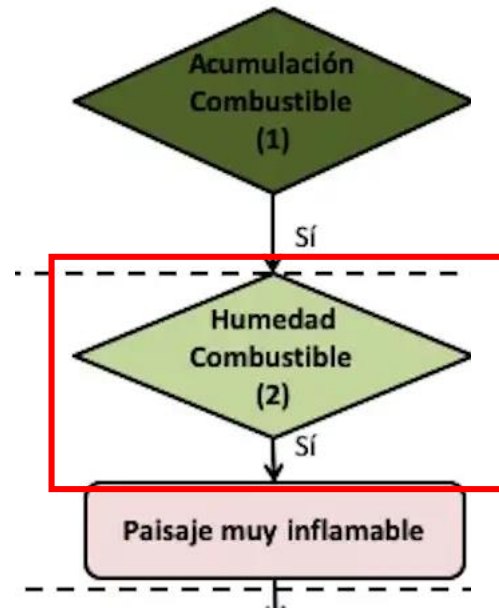 Acumulación
Combustible
(1)
Sí
Humedad
Combustible
(2)
Sí
Paisaje muy inflamable